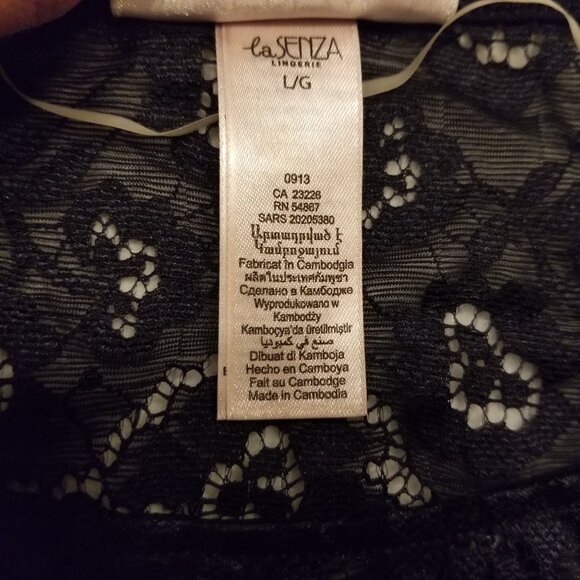 la SENZA
LINGERIE
L/G
0913
CA 23226
RN 54867
SARS 20205380
Արտադրված է
Կամբոջայում
Fabricat în Cambodgia
ผลิตในประเทศกัมพูชา
Сделано в Камбодже
Wyprodukowano w
Kambodży
Kamboçya'da üretilmiştir
صنع في كمبوديا
Dibuat di Kamboja
Hecho en Camboya
Fait au Cambodge
Made in Cambodia